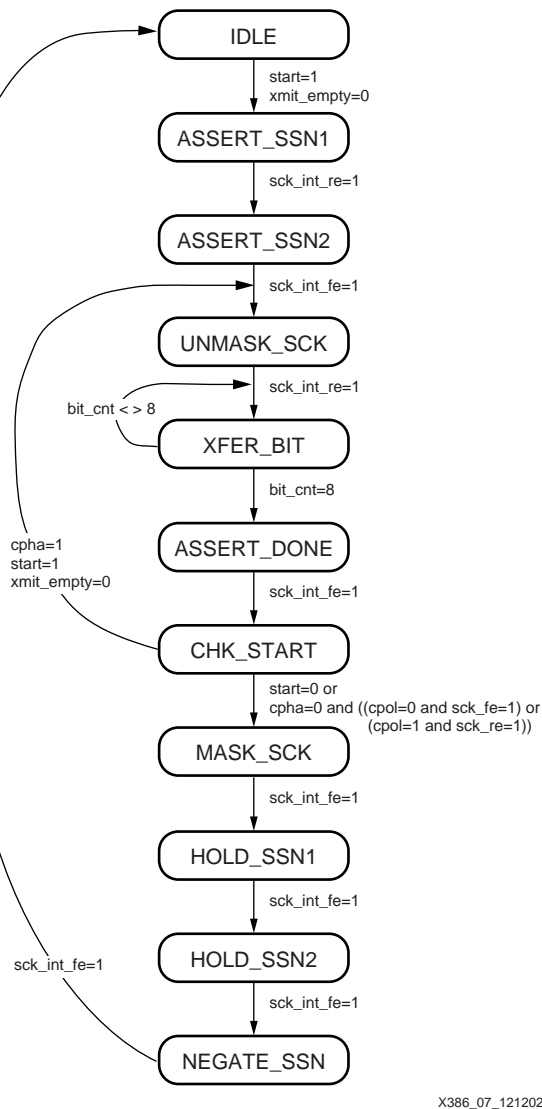 IDLE
start=1
xmit_empty=0
ASSERT_SSN1
sck_int_re=1
ASSERT_SSN2
sck_int_fe=1
UNMASK_SCK
sck_int_re=1
bit_cnt < > 8
XFER_BIT
bit_cnt=8
ASSERT_DONE
cpha=1
start=1
xmit_empty=0
sck_int_fe=1
CHK_START
start=0 or
cpha=0 and ((cpol=0 and sck_fe=1) or
(cpol=1 and sck_re=1))
MASK_SCK
sck_int_fe=1
HOLD_SSN1
sck_int_fe=1
HOLD_SSN2
sck_int_fe=1
sck_int_fe=1
NEGATE_SSN
X386_07_121202